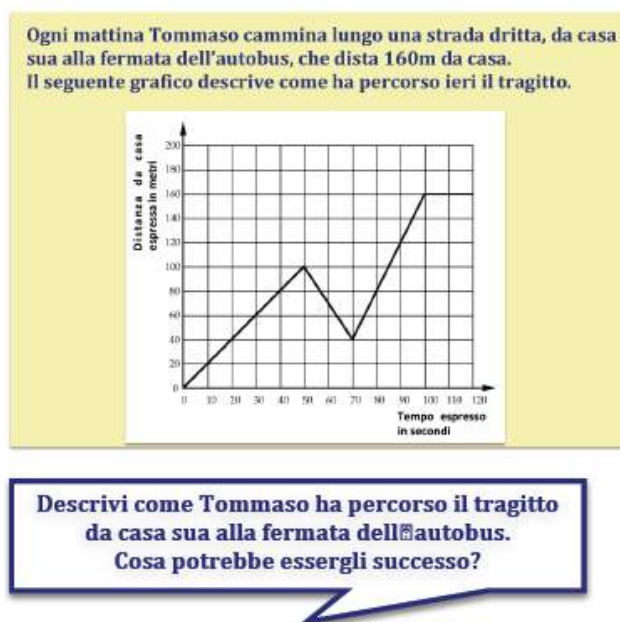 Ogni mattina Tommaso cammina lungo una strada dritta, da casa
sua alla fermata dell'autobus, che dista 160m da casa.
Il seguente grafico descrive come ha percorso ieri il tragitto.
Distanza da casa
espressa in metri
200
180
160
140
120
100
80
60
40
20
0
0 10 20 30 40 50 60 70 80 90 100 110 120
Tempo espresso
in secondi
Descrivi come Tommaso ha percorso il tragitto
da casa sua alla fermata dell⍰autobus.
Cosa potrebbe essergli successo?